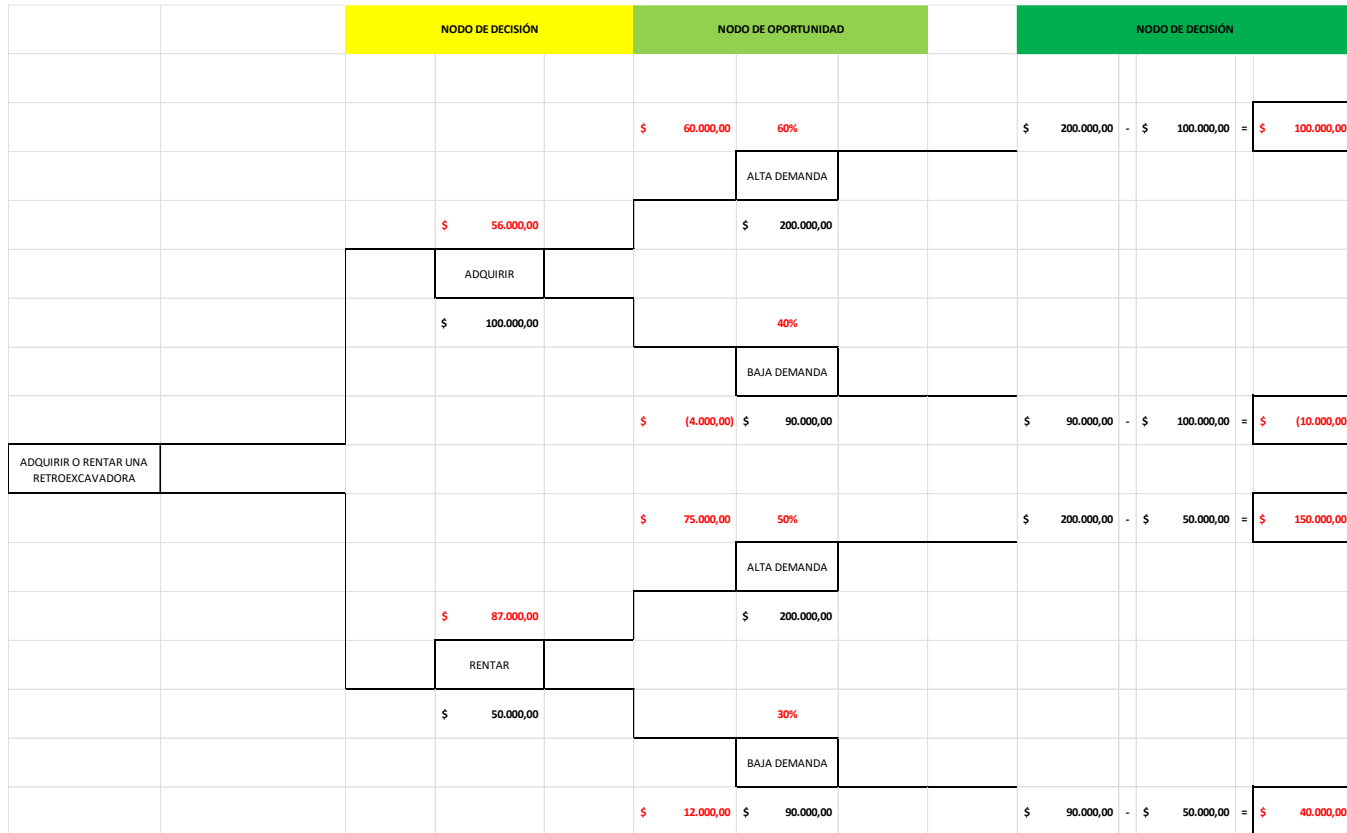 NODO DE DECISIÓN NODO DE OPORTUNIDAD NODO DE DECISIÓN
$ 60.000,00 60% $ 200.000,00 - $ 100.000,00 = $ 100.000,00
ALTA DEMANDA
$ 56.000,00 $ 200.000,00
ADQUIRIR
$ 100.000,00 40%
BAJA DEMANDA
$ (4.000,00) $ 90.000,00 $ 90.000,00 - $ 100.000,00 = $ (10.000,00
ADQUIRIR O RENTAR UNA
RETROEXCAVADORA
$ 75.000,00 50% $ 200.000,00 - $ 50.000,00 = $ 150.000,00
ALTA DEMANDA
$ 87.000,00 $ 200.000,00
RENTAR
$ 50.000,00 30%
BAJA DEMANDA
$ 12.000,00 $ 90.000,00 $ 90.000,00 - $ 50.000,00 = $ 40.000,00